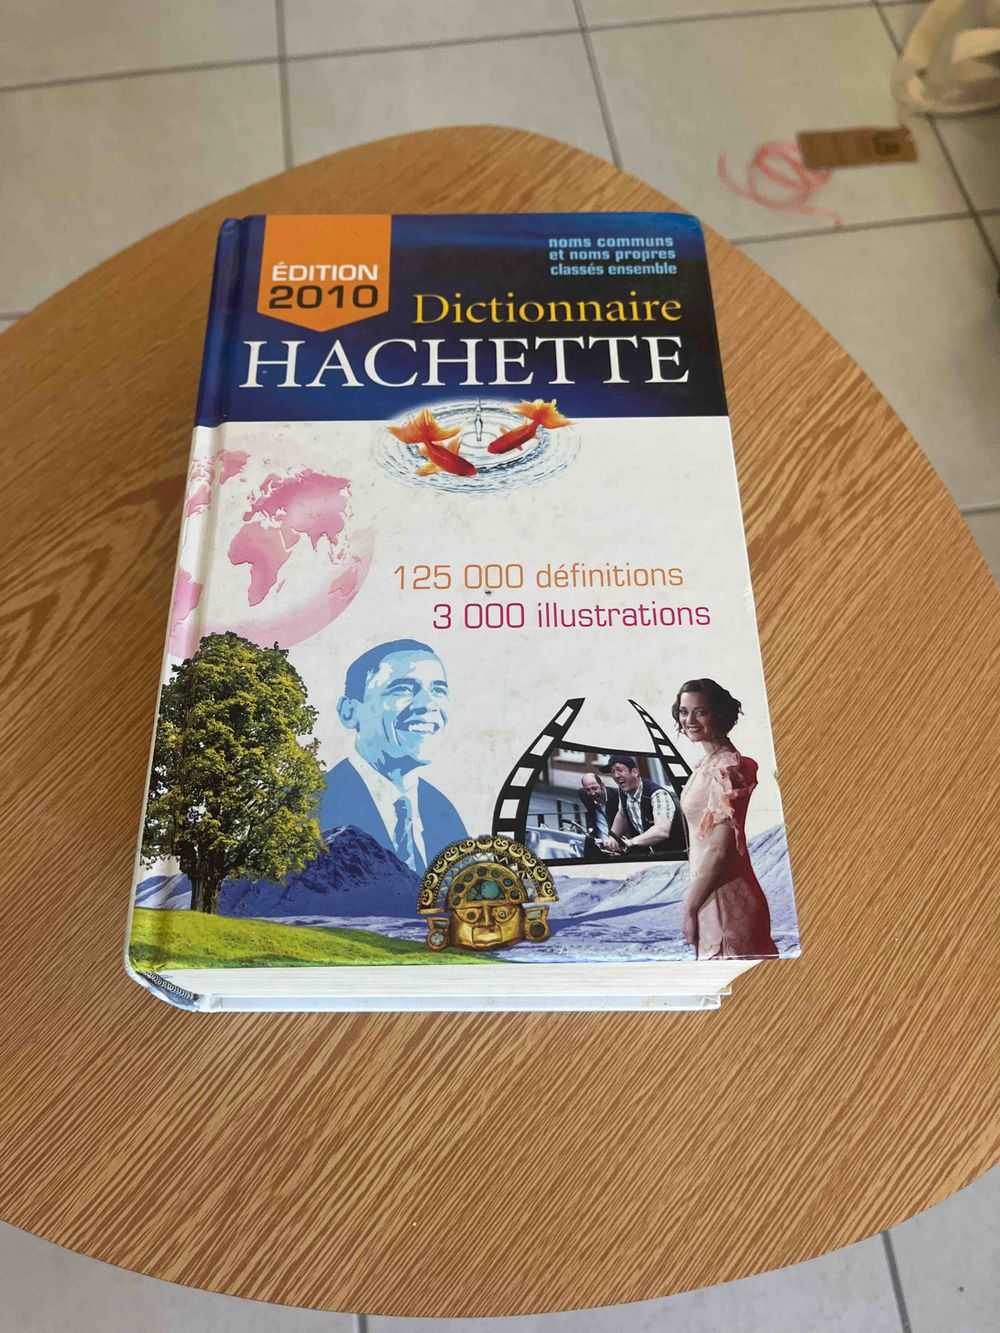 ÉDITION
2010
noms communs
et noms propres
classés ensemble
Dictionnaire
HACHETTE
125 000 définitions
3 000 illustrations